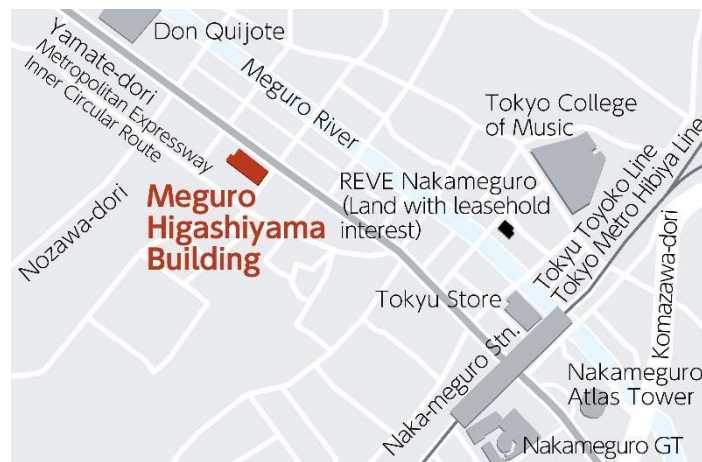 Don Quijote
Yamate-dori
Metropolitan Expressway
Inner Circular Route
Meguro River
Tokyo College
of Music
Meguro
Higashiyama
Building
REVE Nakameguro
(Land with leasehold
interest)
Nozawa-dori
Tokyu Toyoko Line
Tokyo Metro Hibiya Line
Komazawa-dori
Tokyu Store
Naka-meguro Stn.
Nakameguro
Atlas Tower
Nakameguro GT